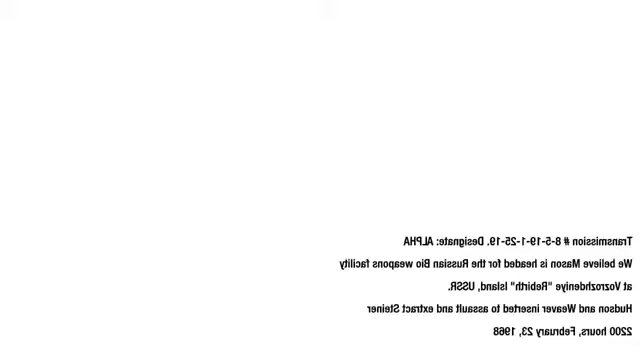 Transmission # 8-5-19-1-25-19. Designate: ALPHA
We believe Mason is headed for the Russian Bio weapons facility
at Vozrozhdeniye "Rebirth" Island, USSR.
Hudson and Weaver inserted to assault and extract Steiner
2200 hours, February 23, 1968